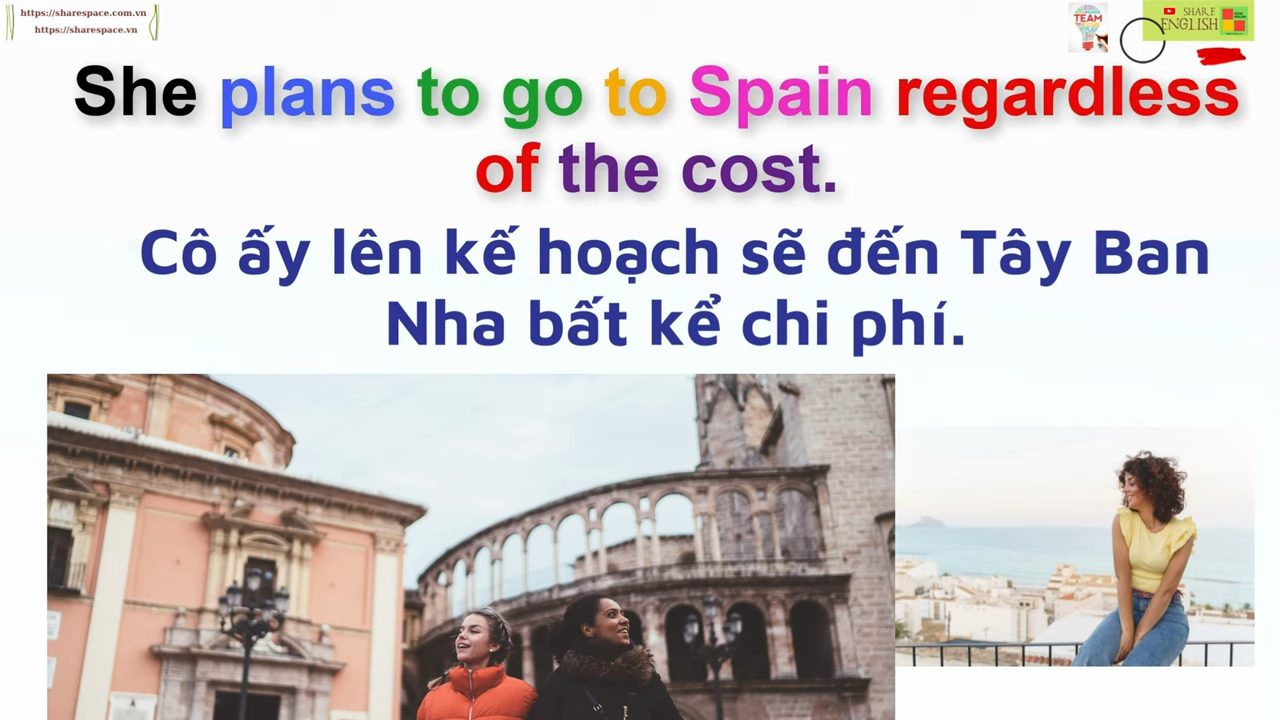 https://sharespace.com.vn
https://sharespace.vn
TEAM
SHARE
ENGLISH
She plans to go to Spain regardless
of the cost.
Cô ấy lên kế hoạch sẽ đến Tây Ban
Nha bất kể chi phí.